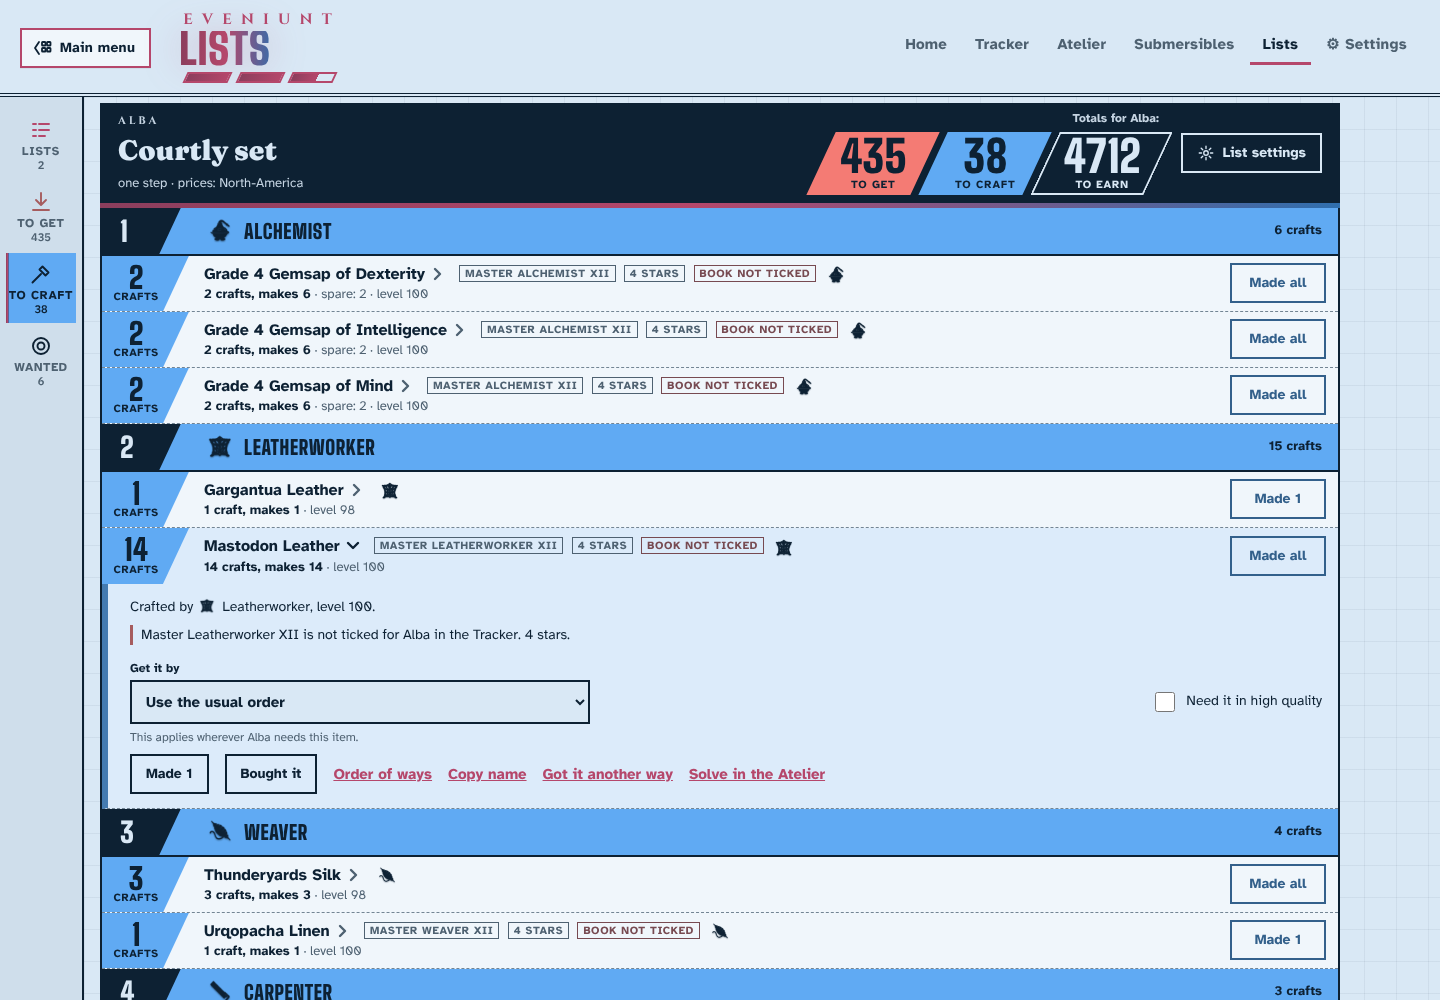 Main menu
EVENIUNT
LISTS
Home
Tracker
Atelier
Submersibles
Lists
Settings
LISTS
2
TO GET
435
TO CRAFT
38
WANTED
6
ALBA
Courtly set
one step · prices: North-America
Totals for Alba:
435
TO GET
38
TO CRAFT
4712
TO EARN
List settings
1 ALCHEMIST 6 crafts
2 CRAFTS
Grade 4 Gemsap of Dexterity MASTER ALCHEMIST XII 4 STARS BOOK NOT TICKED
2 crafts, makes 6 · spare: 2 · level 100
Made all
2 CRAFTS
Grade 4 Gemsap of Intelligence MASTER ALCHEMIST XII 4 STARS BOOK NOT TICKED
2 crafts, makes 6 · spare: 2 · level 100
Made all
2 CRAFTS
Grade 4 Gemsap of Mind MASTER ALCHEMIST XII 4 STARS BOOK NOT TICKED
2 crafts, makes 6 · spare: 2 · level 100
Made all
2 LEATHERWORKER 15 crafts
1 CRAFTS
Gargantua Leather
1 craft, makes 1 · level 98
Made 1
14 CRAFTS
Mastodon Leather MASTER LEATHERWORKER XII 4 STARS BOOK NOT TICKED
14 crafts, makes 14 · level 100
Made all
Crafted by Leatherworker, level 100.
Master Leatherworker XII is not ticked for Alba in the Tracker. 4 stars.
Get it by
Use the usual order
Need it in high quality
This applies wherever Alba needs this item.
Made 1 Bought it Order of ways Copy name Got it another way Solve in the Atelier
3 WEAVER 4 crafts
3 CRAFTS
Thunderyards Silk
3 crafts, makes 3 · level 98
Made all
1 CRAFTS
Urqopacha Linen MASTER WEAVER XII 4 STARS BOOK NOT TICKED
1 craft, makes 1 · level 100
Made 1
4 CARPENTER 3 crafts